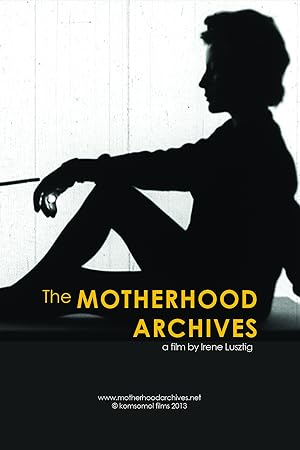 The MOTHERHOOD
ARCHIVES
a film by Irene Lusztig
www.motherhoodarchives.net
© komsomol films 2013